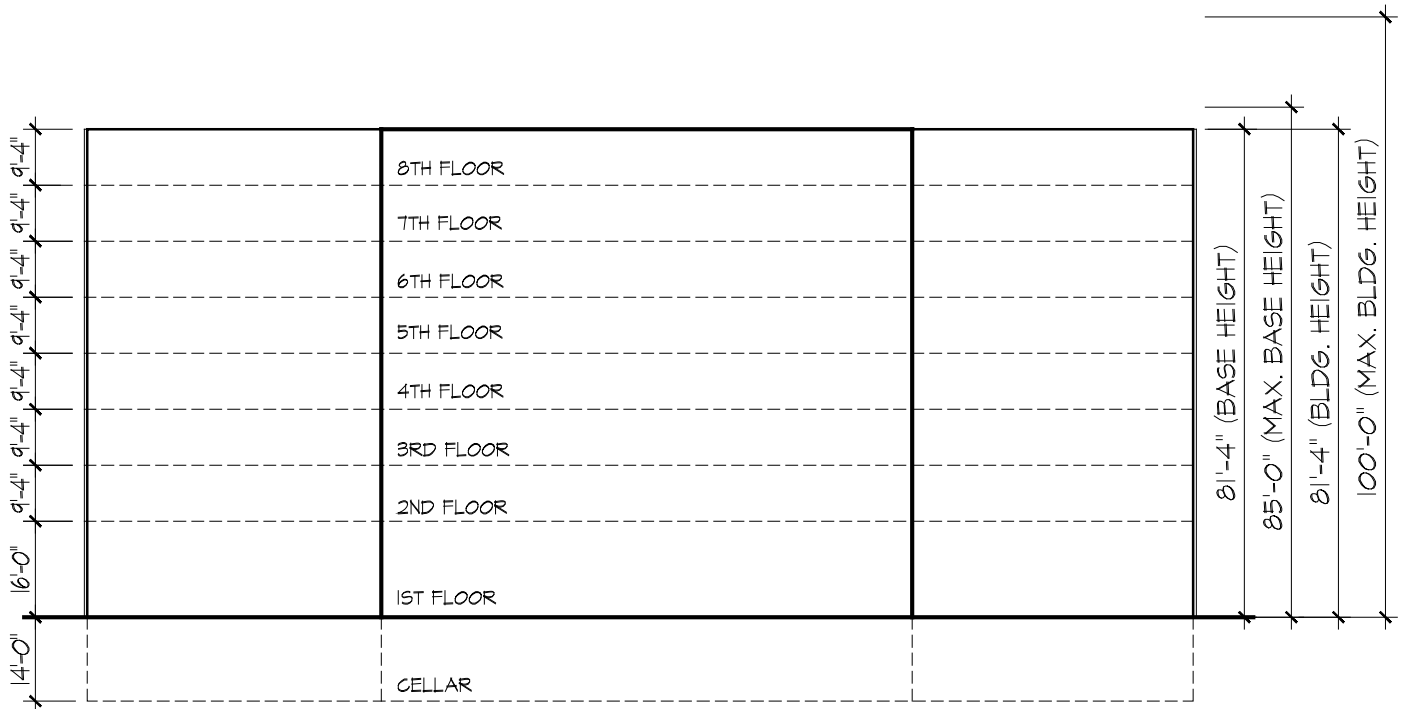 9'-4"
8TH FLOOR
9'-4"
7TH FLOOR
9'-4"
6TH FLOOR
9'-4"
5TH FLOOR
9'-4"
4TH FLOOR
9'-4"
3RD FLOOR
9'-4"
2ND FLOOR
16'-0"
1ST FLOOR
14'-0"
CELLAR
81'-4" (BASE HEIGHT)
85'-0" (MAX. BASE HEIGHT)
81'-4" (BLDG. HEIGHT)
100'-0" (MAX. BLDG. HEIGHT)